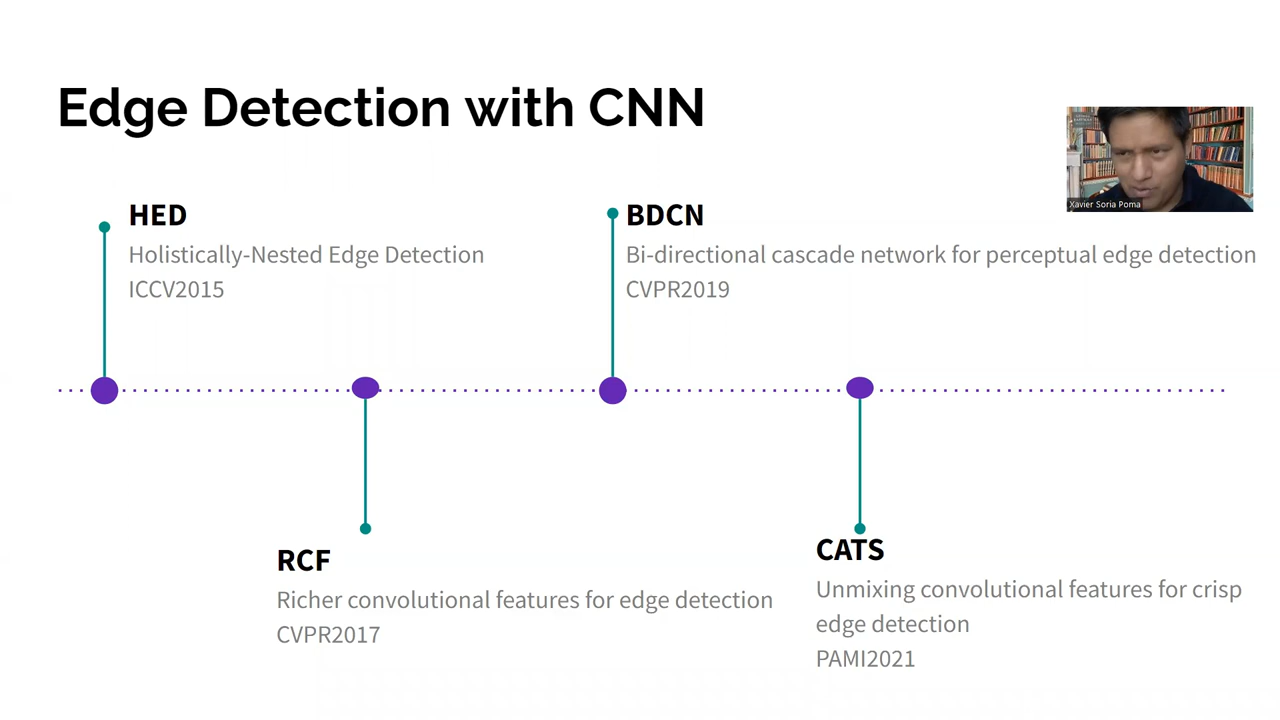 Edge Detection with CNN
Xavier Soria Poma
HED
Holistically-Nested Edge Detection
ICCV2015
BDCN
Bi-directional cascade network for perceptual edge detection
CVPR2019
RCF
Richer convolutional features for edge detection
CVPR2017
CATS
Unmixing convolutional features for crisp
edge detection
PAMI2021